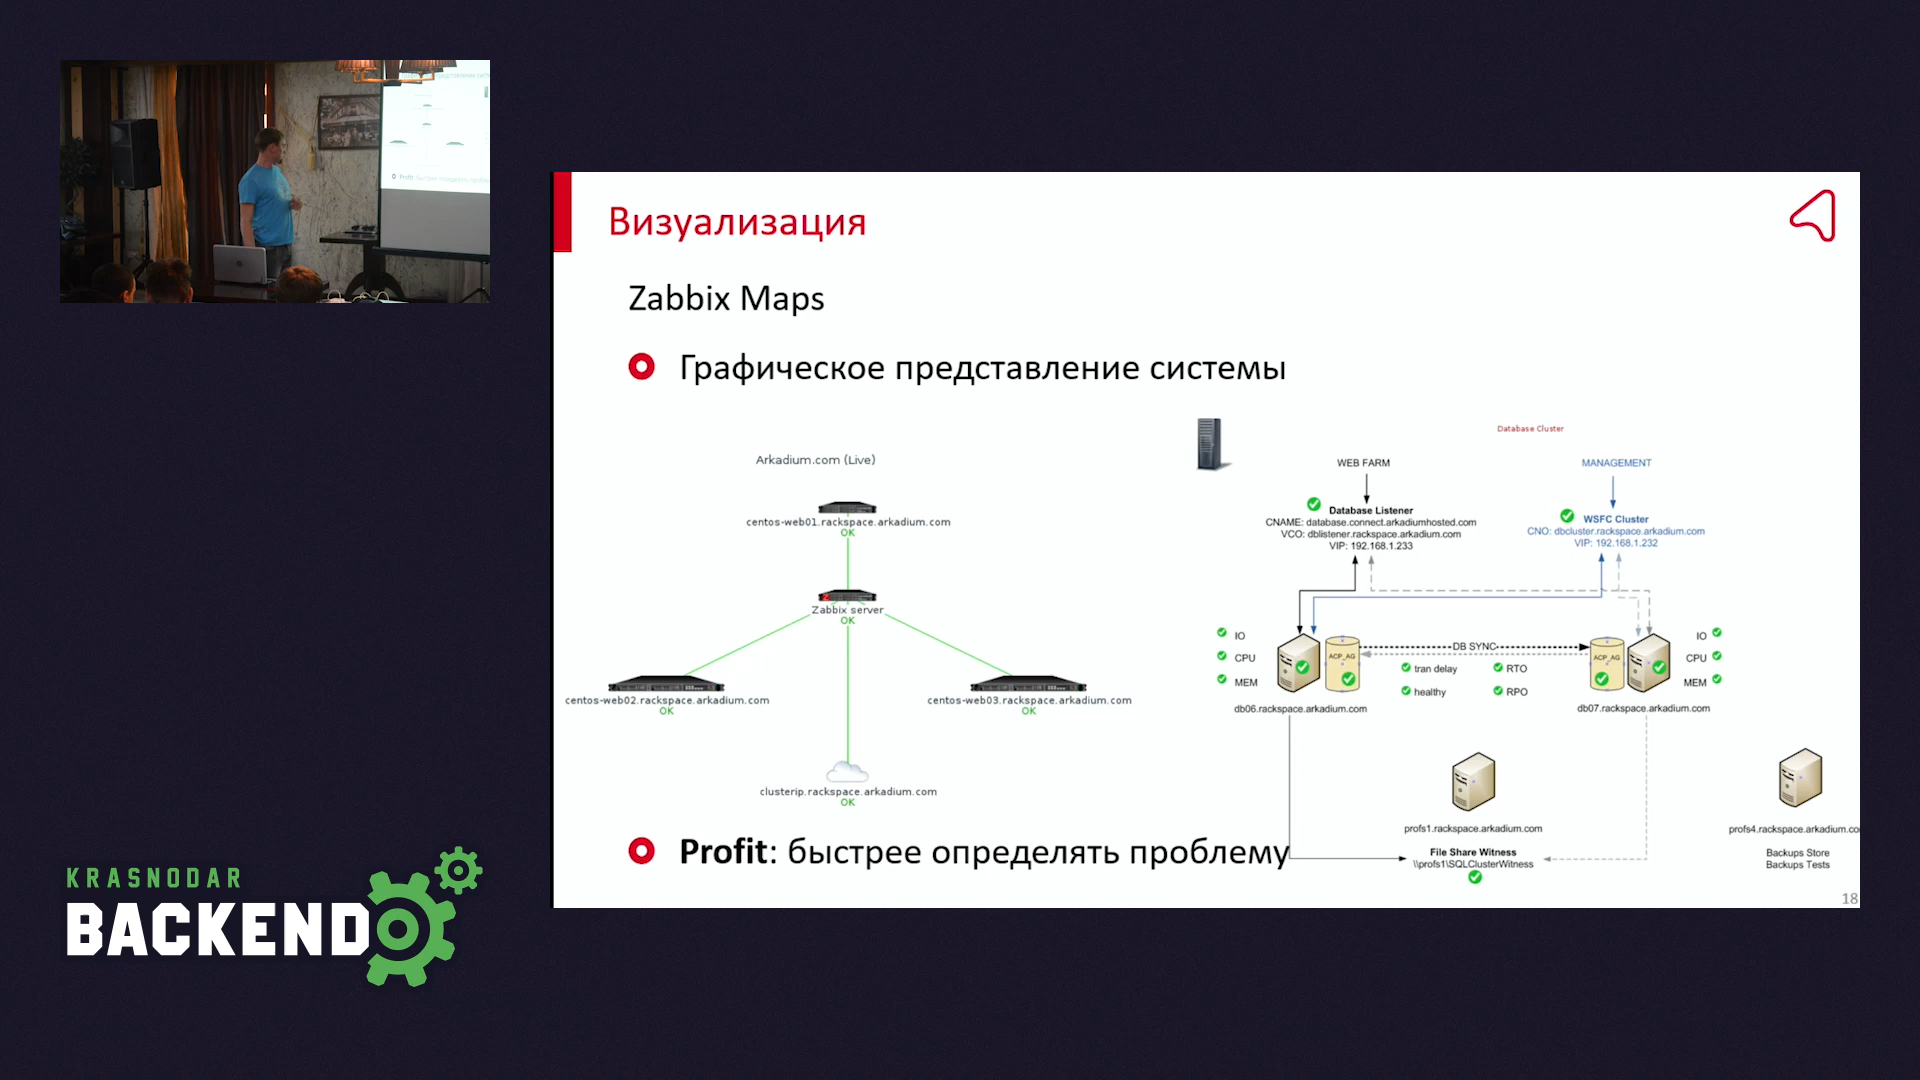 Визуализация
Zabbix Maps
Графическое представление системы
Arkadium.com (Live)
centos-web01.rackspace.arkadium.com
OK
Zabbix server
OK
centos-web02.rackspace.arkadium.com
OK
centos-web03.rackspace.arkadium.com
OK
clusterip.rackspace.arkadium.com
OK
Database Cluster
WEB FARM
MANAGEMENT
Database Listener
CNAME: database.connect.arkadiumhosted.com
VCO: dblistener.rackspace.arkadium.com
VIP: 192.168.1.233
WSFC Cluster
CNO: dbcluster.rackspace.arkadium.com
VIP: 192.168.1.232
IO
CPU
MEM
ACP_AG
DB SYNC
tran delay
RTO
healthy
RPO
ACP_AG
IO
CPU
MEM
db06.rackspace.arkadium.com
db07.rackspace.arkadium.com
profs1.rackspace.arkadium.com
File Share Witness
\\profs1\SQLClusterWitness
profs4.rackspace.arkadium.co
Backups Store
Backups Tests
Profit: быстрее определять проблему
18
KRASNODAR
BACKEND